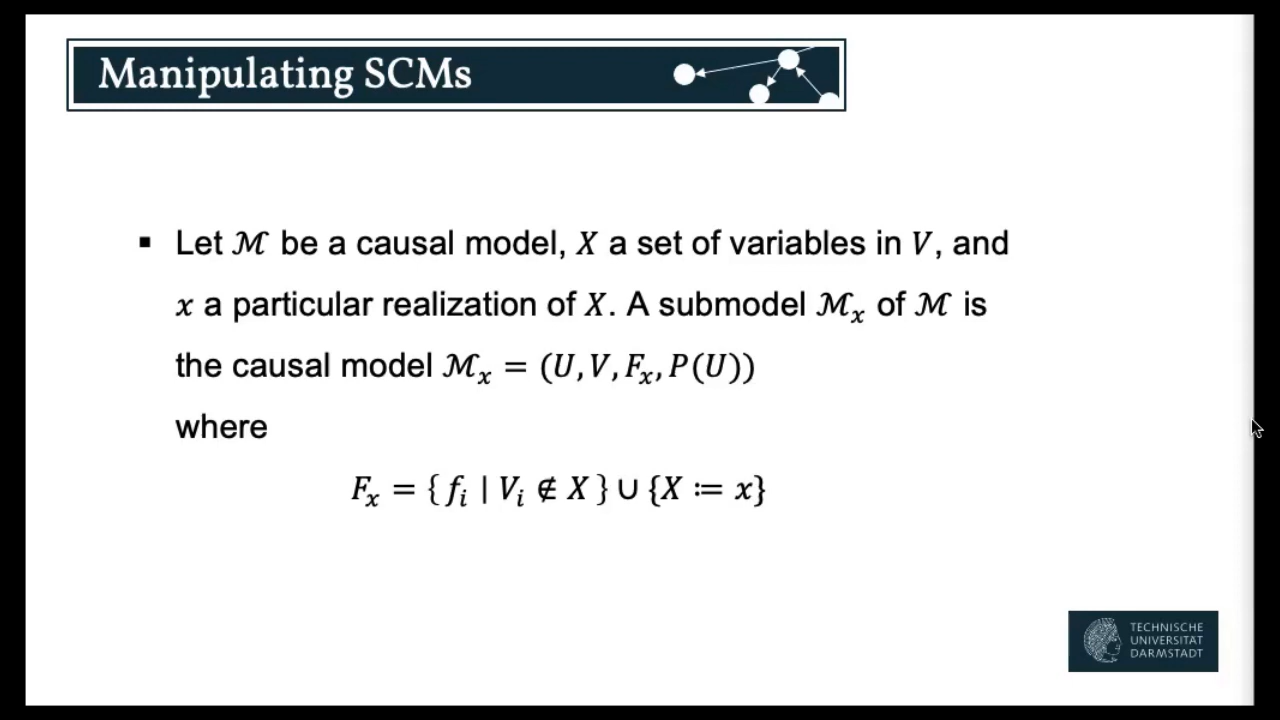 Manipulating SCMs
▪ Let ℳ be a causal model, X a set of variables in V, and
x a particular realization of X. A submodel ℳₓ of ℳ is
the causal model ℳₓ = (U, V, Fₓ, P(U))
where
Fₓ = { fᵢ | Vᵢ ∉ X } ∪ {X ≔ x}
TECHNISCHE
UNIVERSITÄT
DARMSTADT